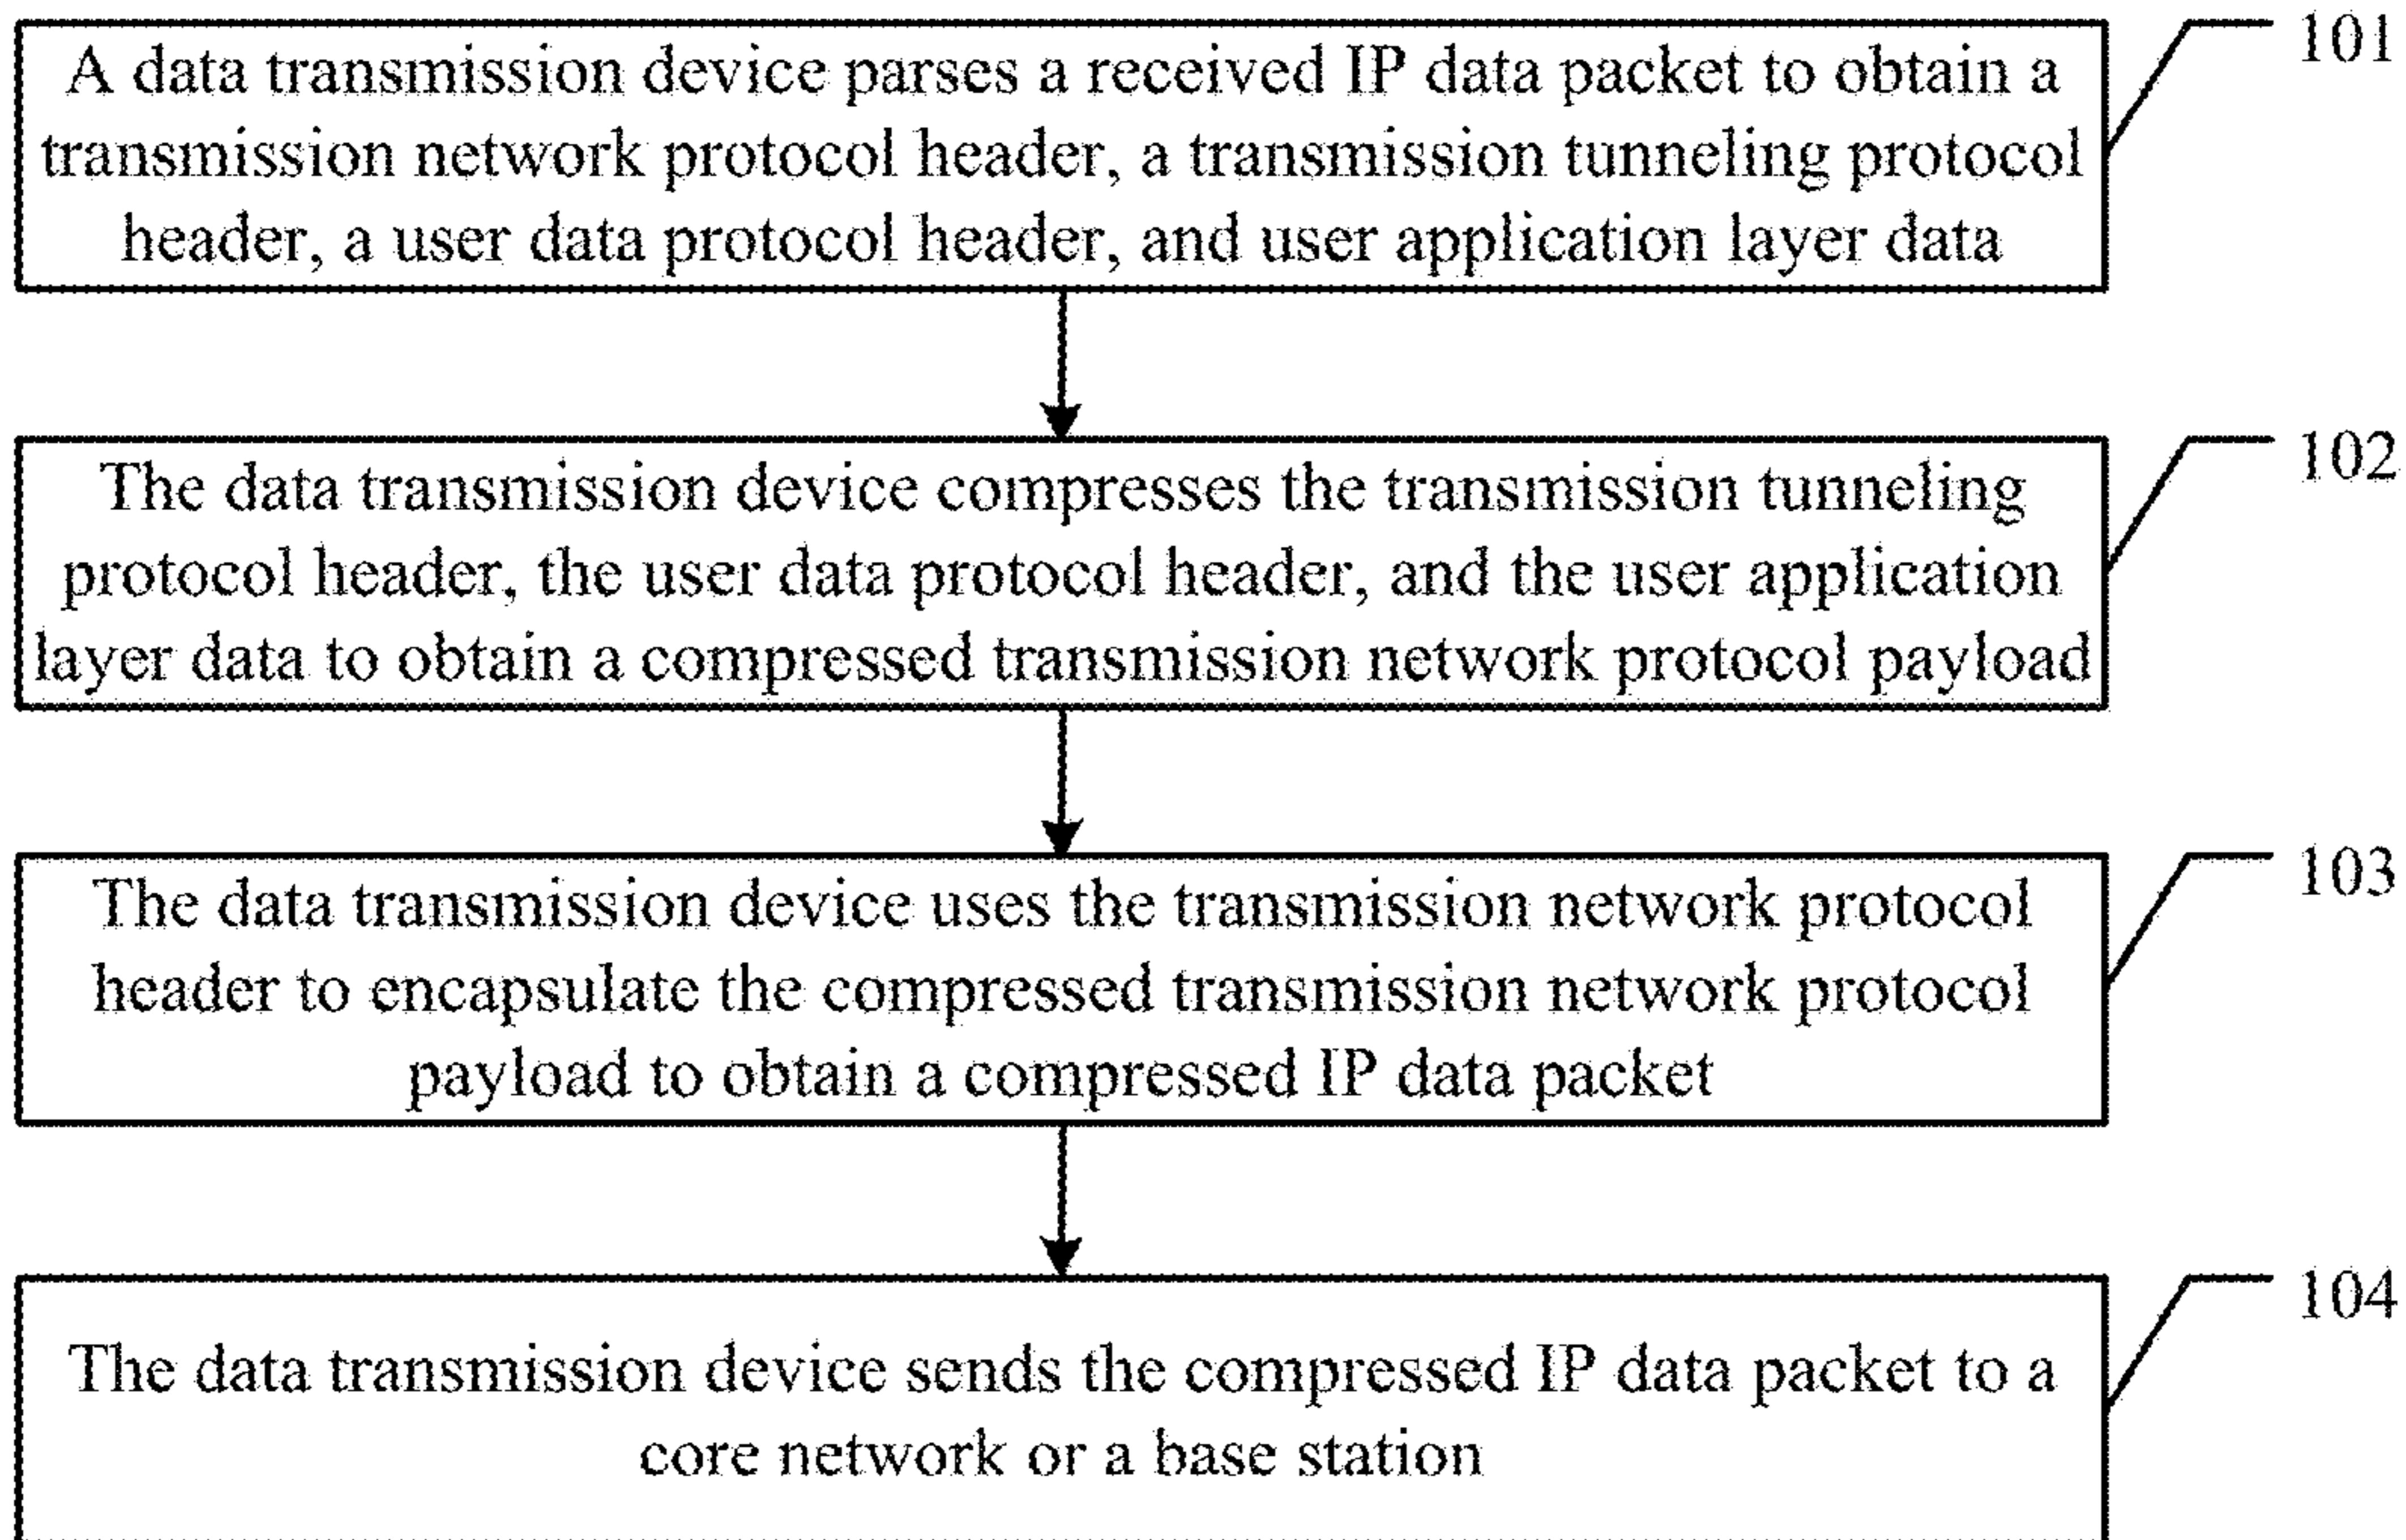 A data transmission device parses a received IP data packet to obtain a
transmission network protocol header, a transmission tunneling protocol
header, a user data protocol header, and user application layer data
101
The data transmission device compresses the transmission tunneling
protocol header, the user data protocol header, and the user application
layer data to obtain a compressed transmission network protocol payload
102
The data transmission device uses the transmission network protocol
header to encapsulate the compressed transmission network protocol
payload to obtain a compressed IP data packet
103
The data transmission device sends the compressed IP data packet to a
core network or a base station
104